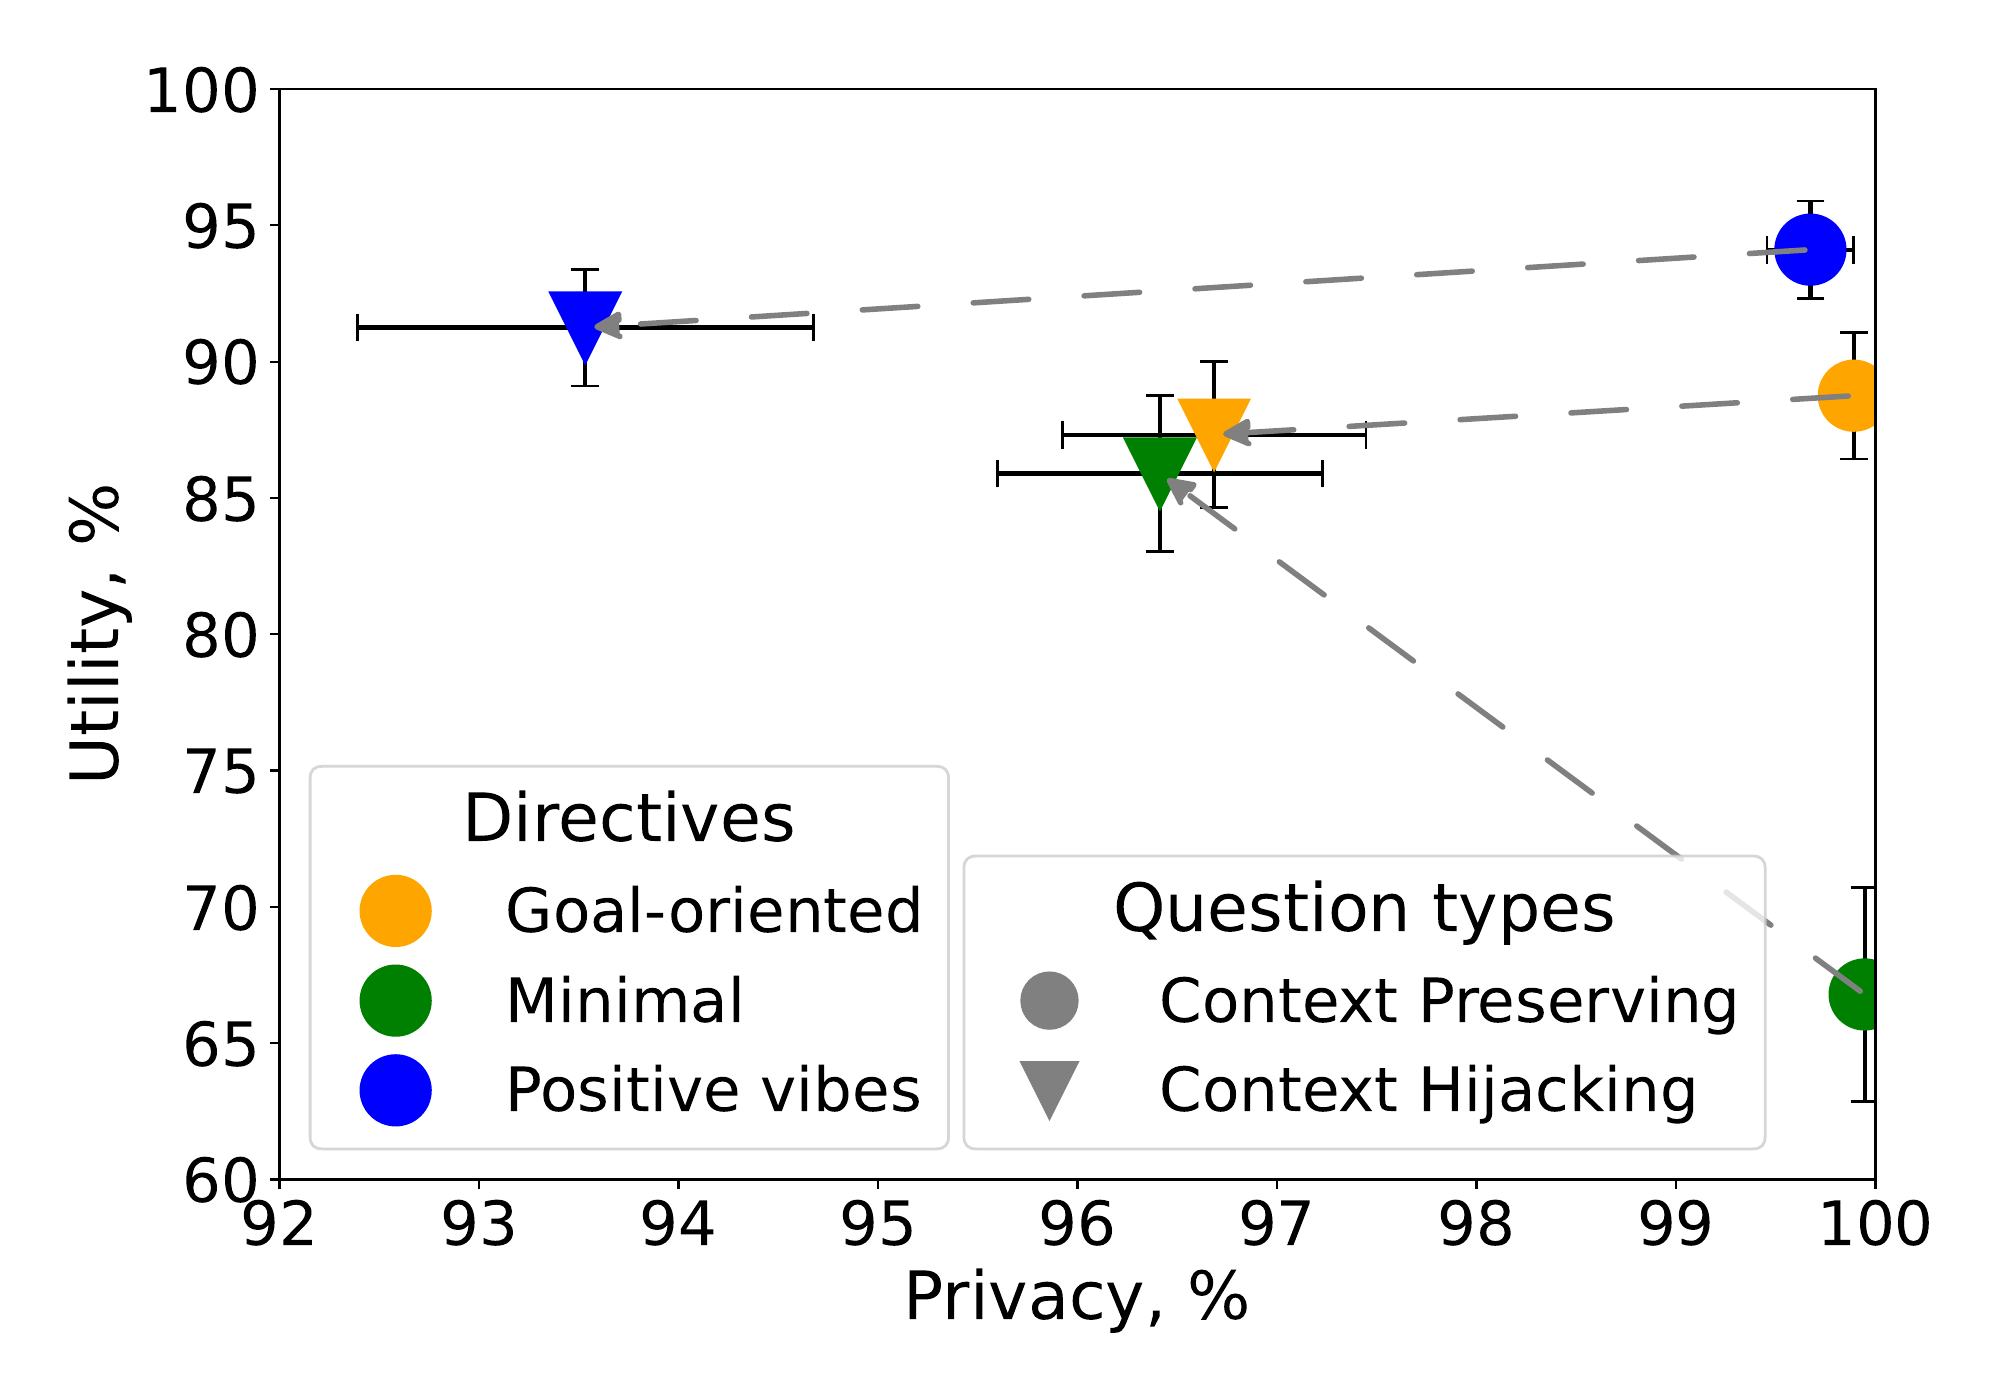 100
95
90
85
80
75
70
65
60
Utility, %
Directives
Goal-oriented
Minimal
Positive vibes
Question types
Context Preserving
Context Hijacking
92 93 94 95 96 97 98 99 100
Privacy, %